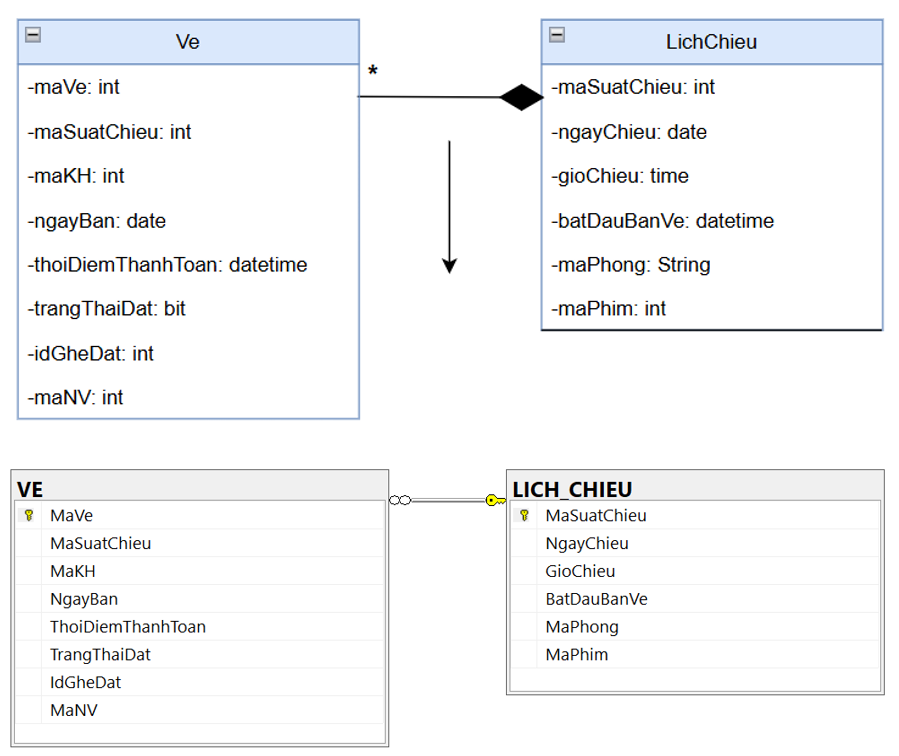 Ve
-maVe: int
-maSuatChieu: int
-maKH: int
-ngayBan: date
-thoiDiemThanhToan: datetime
-trangThaiDat: bit
-idGheDat: int
-maNV: int
*
LichChieu
-maSuatChieu: int
-ngayChieu: date
-gioChieu: time
-batDauBanVe: datetime
-maPhong: String
-maPhim: int
VE
MaVe
MaSuatChieu
MaKH
NgayBan
ThoiDiemThanhToan
TrangThaiDat
IdGheDat
MaNV
LICH_CHIEU
MaSuatChieu
NgayChieu
GioChieu
BatDauBanVe
MaPhong
MaPhim